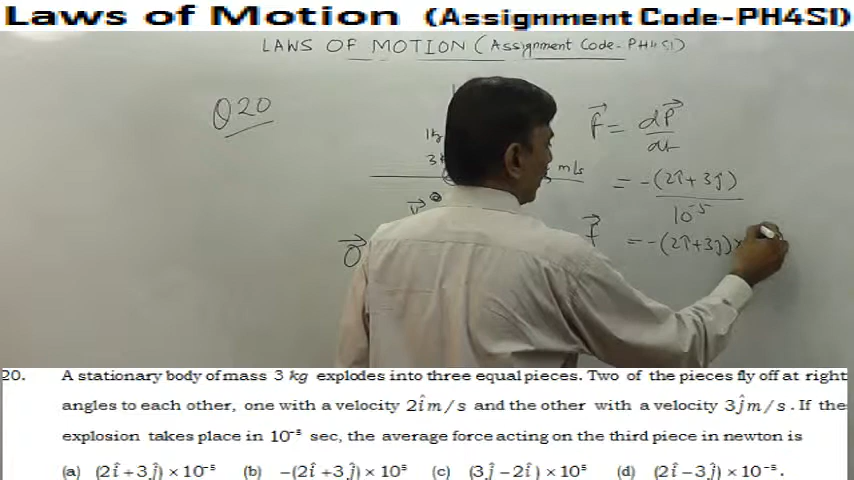 Laws of Motion (Assignment Code-PH4SI)
LAWS OF MOTION (Assignment Code-PH4SI)
Q20
F⃗ = dP⃗/dt
3
m/s
= -(2î+3ĵ)/10⁻⁵
v⃗
F⃗ = -(2î+3ĵ)×
O⃗
20. A stationary body of mass 3 kg explodes into three equal pieces. Two of the pieces fly off at right
angles to each other, one with a velocity 2î m/s and the other with a velocity 3ĵ m/s. If the
explosion takes place in 10⁻⁵ sec, the average force acting on the third piece in newton is
(a) (2î+3ĵ)×10⁻⁵ (b) -(2î+3ĵ)×10⁵ (c) (3ĵ-2î)×10⁵ (d) (2î-3ĵ)×10⁻⁵.